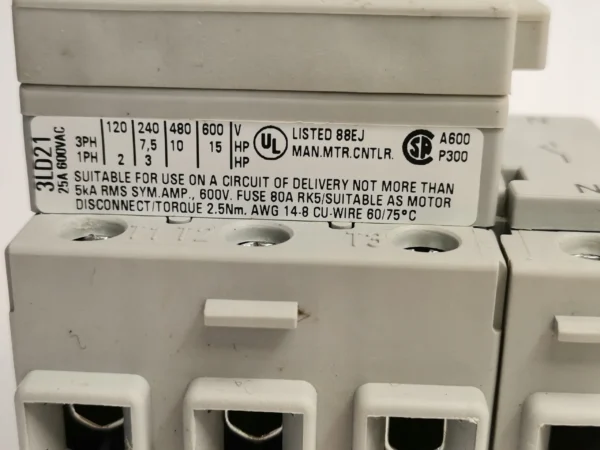 3LD21
25A 600VAC
120 240 480 600 V
3PH 7,5 10 15 HP
1PH 2 3 HP
UL LISTED 88EJ
MAN.MTR.CNTLR.
SP A600
P300
SUITABLE FOR USE ON A CIRCUIT OF DELIVERY NOT MORE THAN
5kA RMS SYM.AMP., 600V. FUSE 80A RK5/SUITABLE AS MOTOR
DISCONNECT/TORQUE 2.5Nm. AWG 14-8 CU-WIRE 60/75°C
T1 T2 T3
N